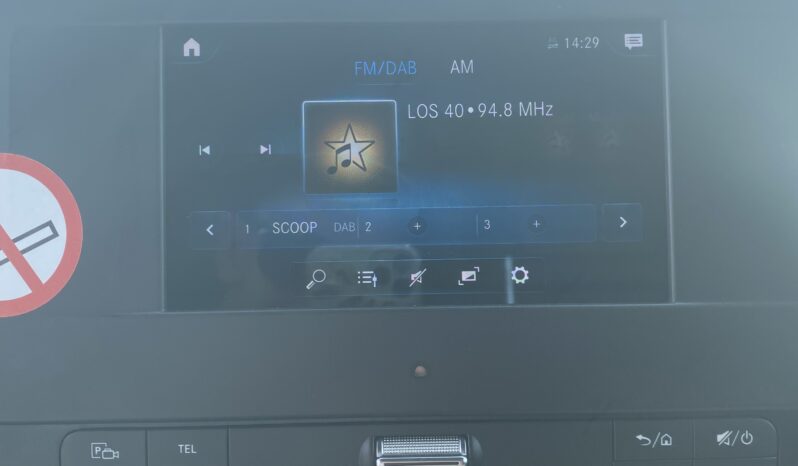 14:29
FM/DAB AM
LOS 40 • 94.8 MHz
1 SCOOP DAB 2 + 3 +
P TEL